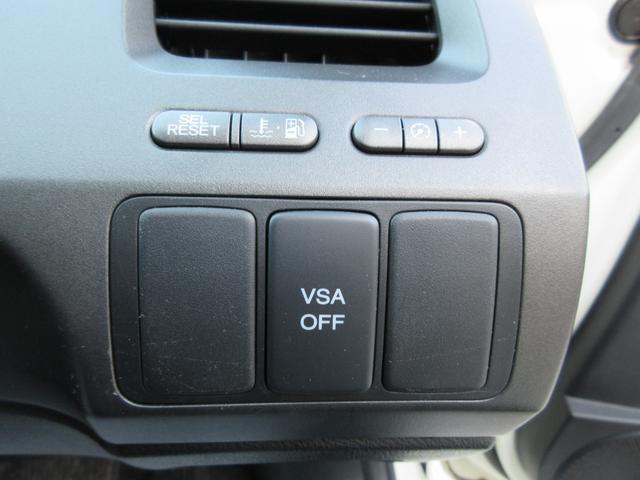 SEL
RESET
− +
VSA
OFF